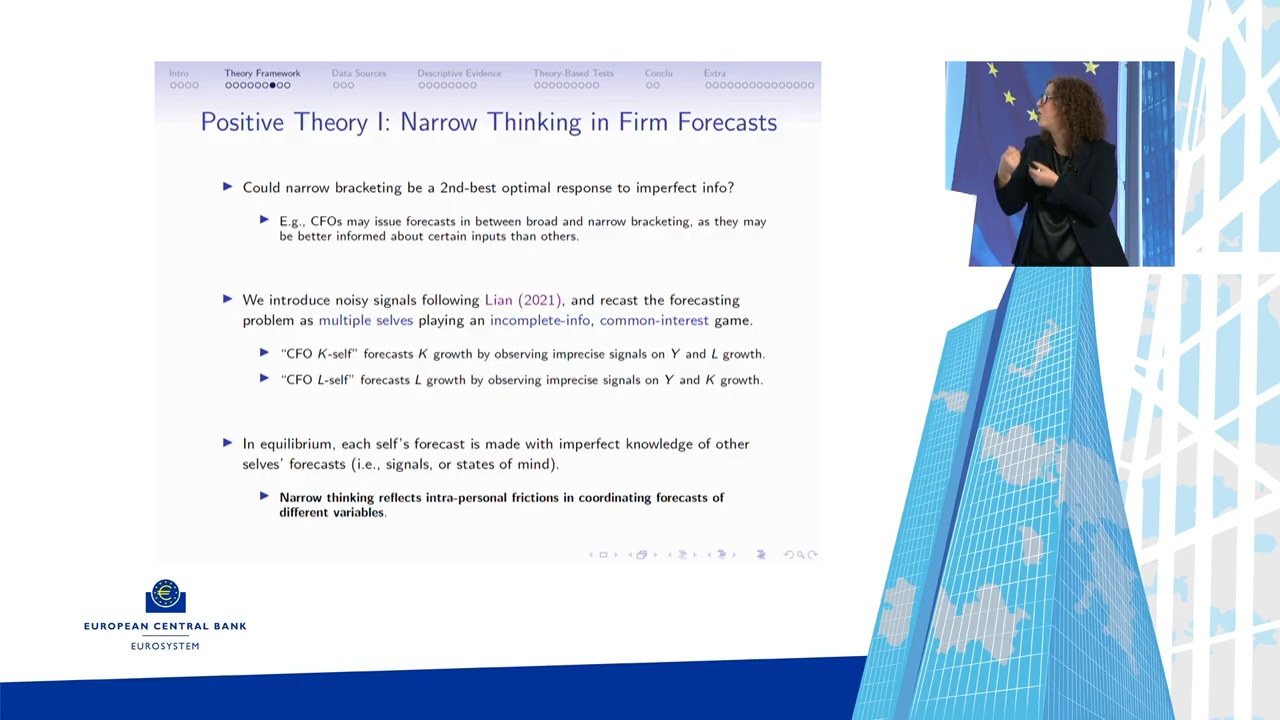 Intro Theory Framework Data Sources Descriptive Evidence Theory-Based Tests Conclu Extra
Positive Theory I: Narrow Thinking in Firm Forecasts
Could narrow bracketing be a 2nd-best optimal response to imperfect info?
E.g., CFOs may issue forecasts in between broad and narrow bracketing, as they may
be better informed about certain inputs than others.
We introduce noisy signals following Lian (2021), and recast the forecasting
problem as multiple selves playing an incomplete-info, common-interest game.
“CFO K-self” forecasts K growth by observing imprecise signals on Y and L growth.
“CFO L-self” forecasts L growth by observing imprecise signals on Y and K growth.
In equilibrium, each self’s forecast is made with imperfect knowledge of other
selves’ forecasts (i.e., signals, or states of mind).
Narrow thinking reflects intra-personal frictions in coordinating forecasts of
different variables.
EUROPEAN CENTRAL BANK
EUROSYSTEM